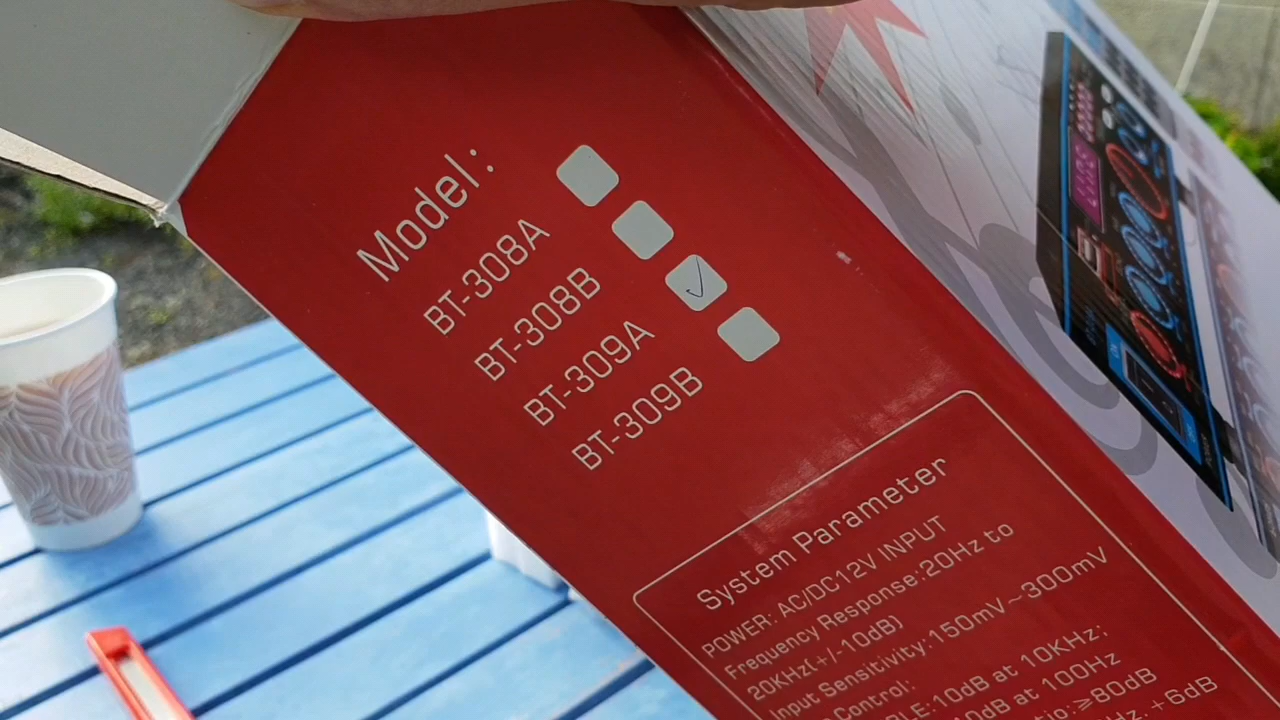 Model:
BT-308A
BT-308B
BT-309A
BT-309B
System Parameter
POWER: AC/DC12V INPUT
Frequency Response:20Hz to
20KHz(+/-10dB)
Input Sensitivity:150mV~300mV
Control:
10dB at 10KHz;
at 100Hz
≥80dB
+6dB